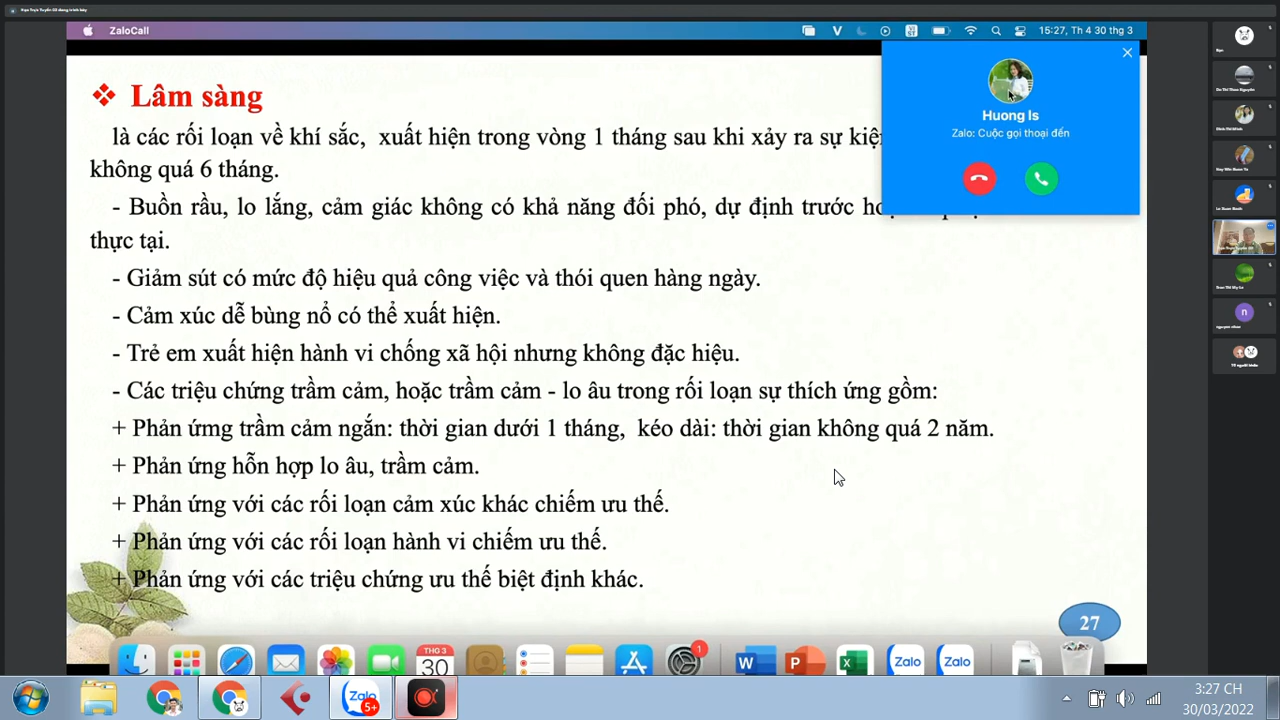 ZaloCall
15:27, Th 4 30 thg 3
Huong ls
Zalo: Cuộc gọi thoại đến
❖ Lâm sàng
là các rối loạn về khí sắc, xuất hiện trong vòng 1 tháng sau khi xảy ra sự kiện
không quá 6 tháng.
- Buồn rầu, lo lắng, cảm giác không có khả năng đối phó, dự định trước
thực tại.
- Giảm sút có mức độ hiệu quả công việc và thói quen hàng ngày.
- Cảm xúc dễ bùng nổ có thể xuất hiện.
- Trẻ em xuất hiện hành vi chống xã hội nhưng không đặc hiệu.
- Các triệu chứng trầm cảm, hoặc trầm cảm - lo âu trong rối loạn sự thích ứng gồm:
+ Phản ứmg trầm cảm ngắn: thời gian dưới 1 tháng, kéo dài: thời gian không quá 2 năm.
+ Phản ứng hỗn hợp lo âu, trầm cảm.
+ Phản ứng với các rối loạn cảm xúc khác chiếm ưu thế.
+ Phản ứng với các rối loạn hành vi chiếm ưu thế.
+ Phản ứng với các triệu chứng ưu thế biệt định khác.
27
THG 3
30
1
W
P
X
Zalo
Zalo
Bạn
n
Zalo
5+
3:27 CH
30/03/2022